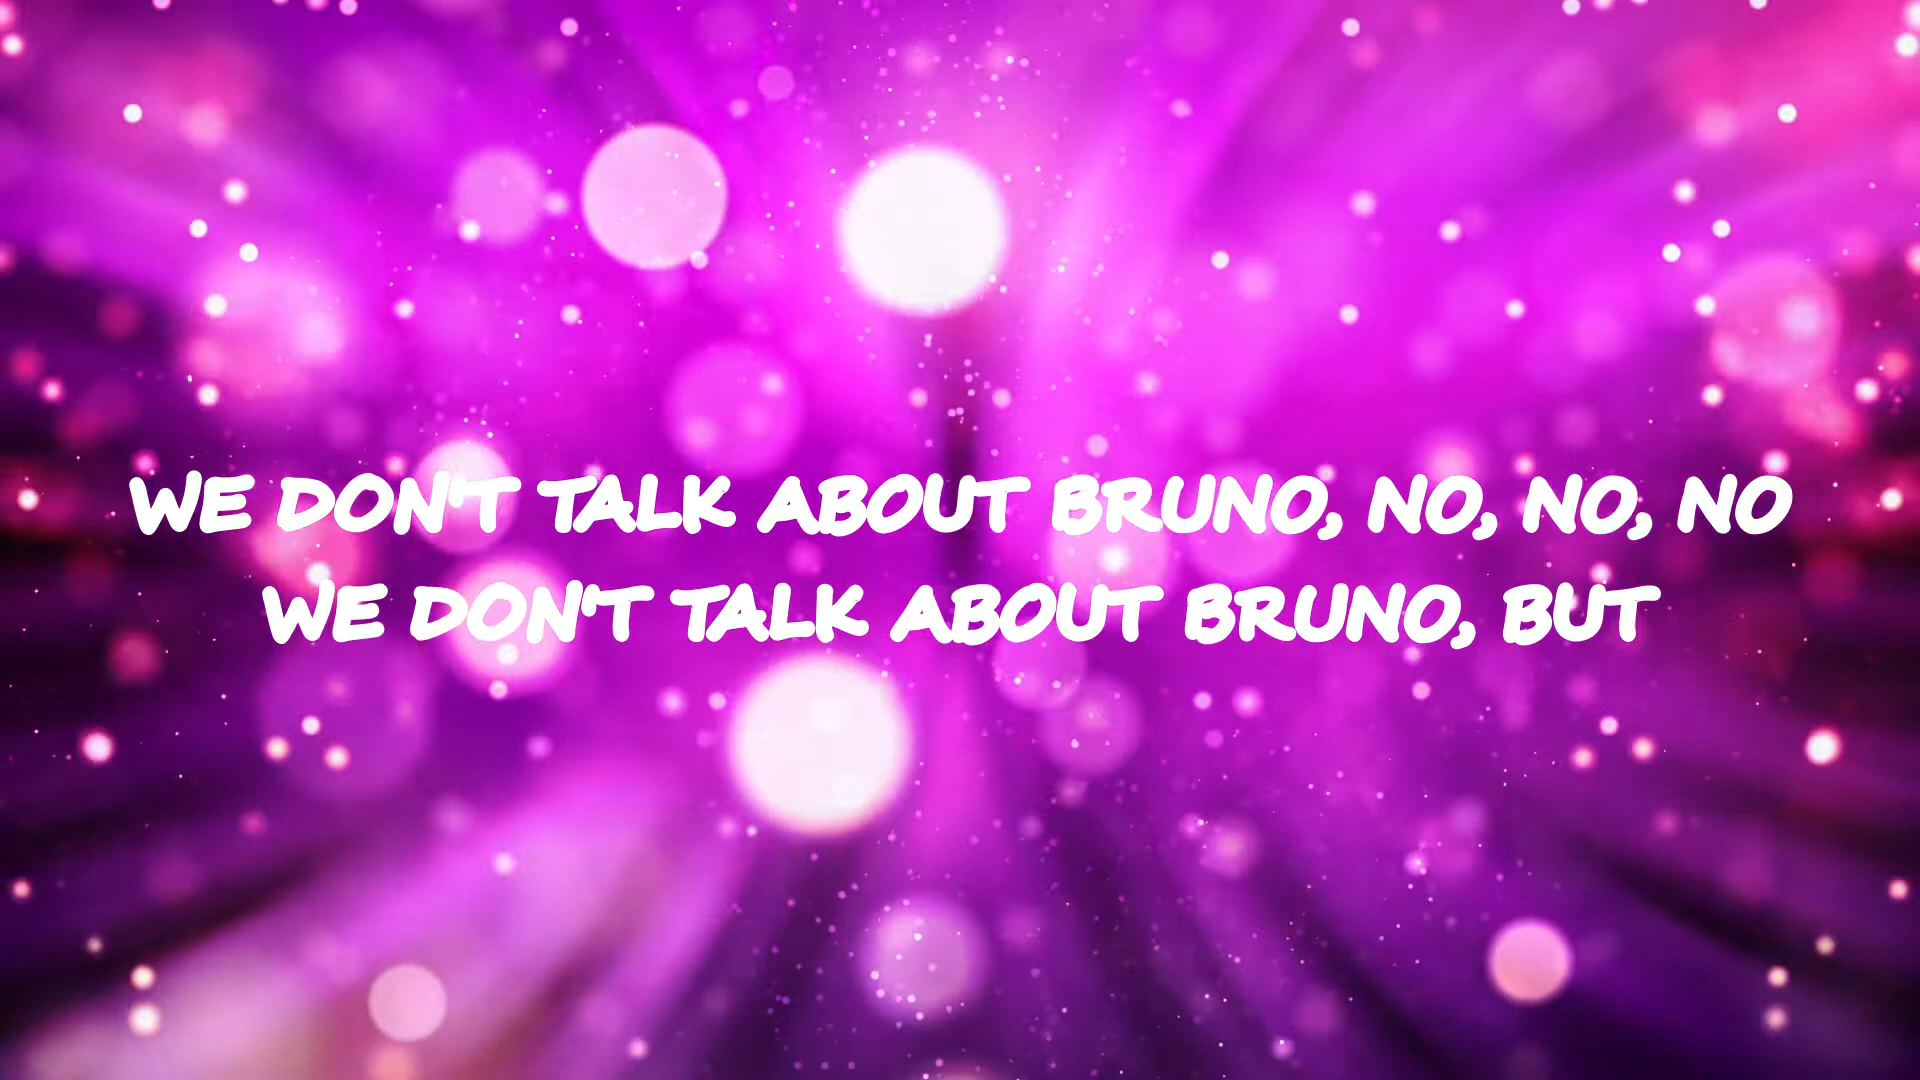 WE DON'T TALK ABOUT BRUNO, NO, NO, NO
WE DON'T TALK ABOUT BRUNO, BUT